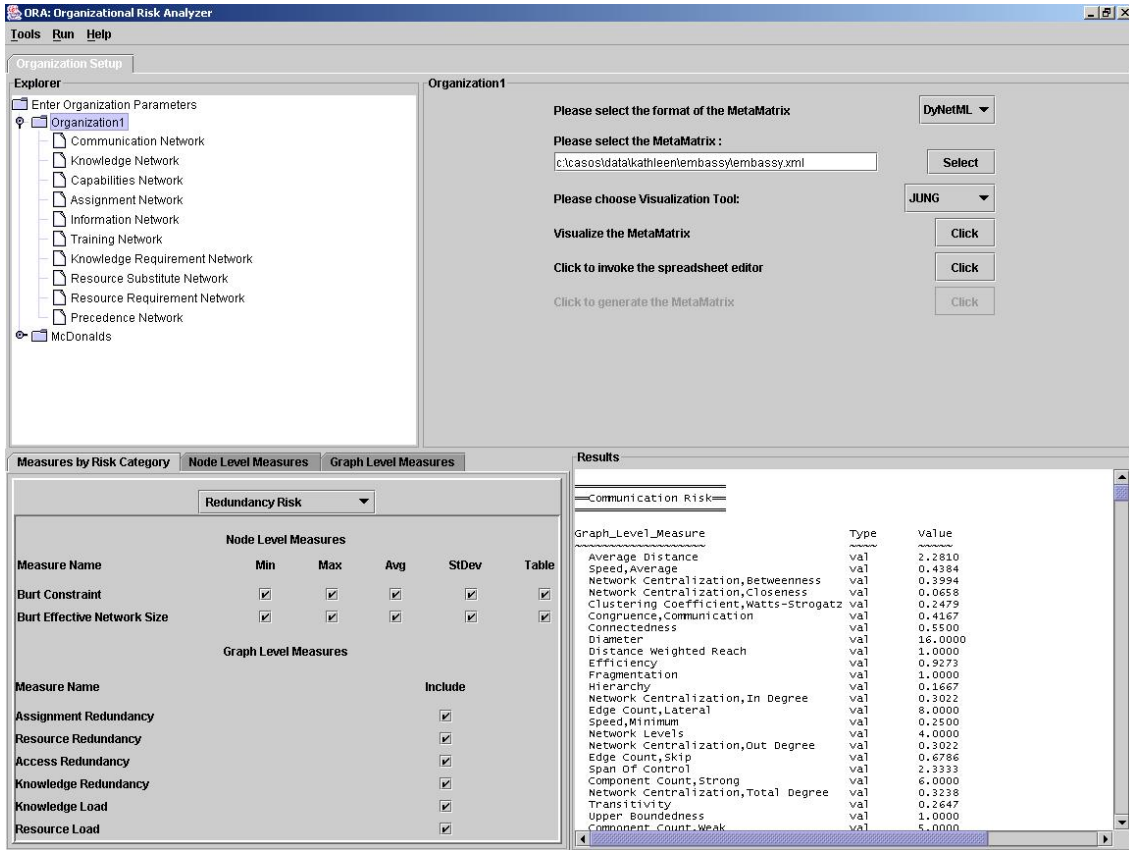 ORA: Organizational Risk Analyzer
Tools Run Help
Organization Setup
Explorer
Enter Organization Parameters
Organization1
Communication Network
Knowledge Network
Capabilities Network
Assignment Network
Information Network
Training Network
Knowledge Requirement Network
Resource Substitute Network
Resource Requirement Network
Precedence Network
McDonalds
Organization1
Please select the format of the MetaMatrix DyNetML
Please select the MetaMatrix :
c:\casos\data\kathleen\embassy\embassy.xml Select
Please choose Visualization Tool: JUNG
Visualize the MetaMatrix Click
Click to invoke the spreadsheet editor Click
Click to generate the MetaMatrix Click
Measures by Risk Category Node Level Measures Graph Level Measures
Redundancy Risk
Node Level Measures
Measure Name Min Max Avg StDev Table
Burt Constraint
Burt Effective Network Size
Graph Level Measures
Measure Name Include
Assignment Redundancy
Resource Redundancy
Access Redundancy
Knowledge Redundancy
Knowledge Load
Resource Load
Results
Communication Risk
Graph_Level_Measure Type Value
Average Distance val 2.2810
Speed,Average val 0.4384
Network Centralization,Betweenness val 0.3994
Network Centralization,Closeness val 0.0658
Clustering Coefficient,Watts-Strogatz val 0.2479
Congruence,Communication val 0.4167
Connectedness val 0.5500
Diameter val 16.0000
Distance Weighted Reach val 1.0000
Efficiency val 0.9273
Fragmentation val 1.0000
Hierarchy val 0.1667
Network Centralization,In Degree val 0.3022
Edge Count,Lateral val 8.0000
Speed,Minimum val 0.2500
Network Levels val 4.0000
Network Centralization,Out Degree val 0.3022
Edge Count,Skip val 0.6786
Span Of Control val 2.3333
Component Count,Strong val 6.0000
Network Centralization,Total Degree val 0.3238
Transitivity val 0.2647
Upper Boundedness val 1.0000
Component Count,Weak val 5.0000